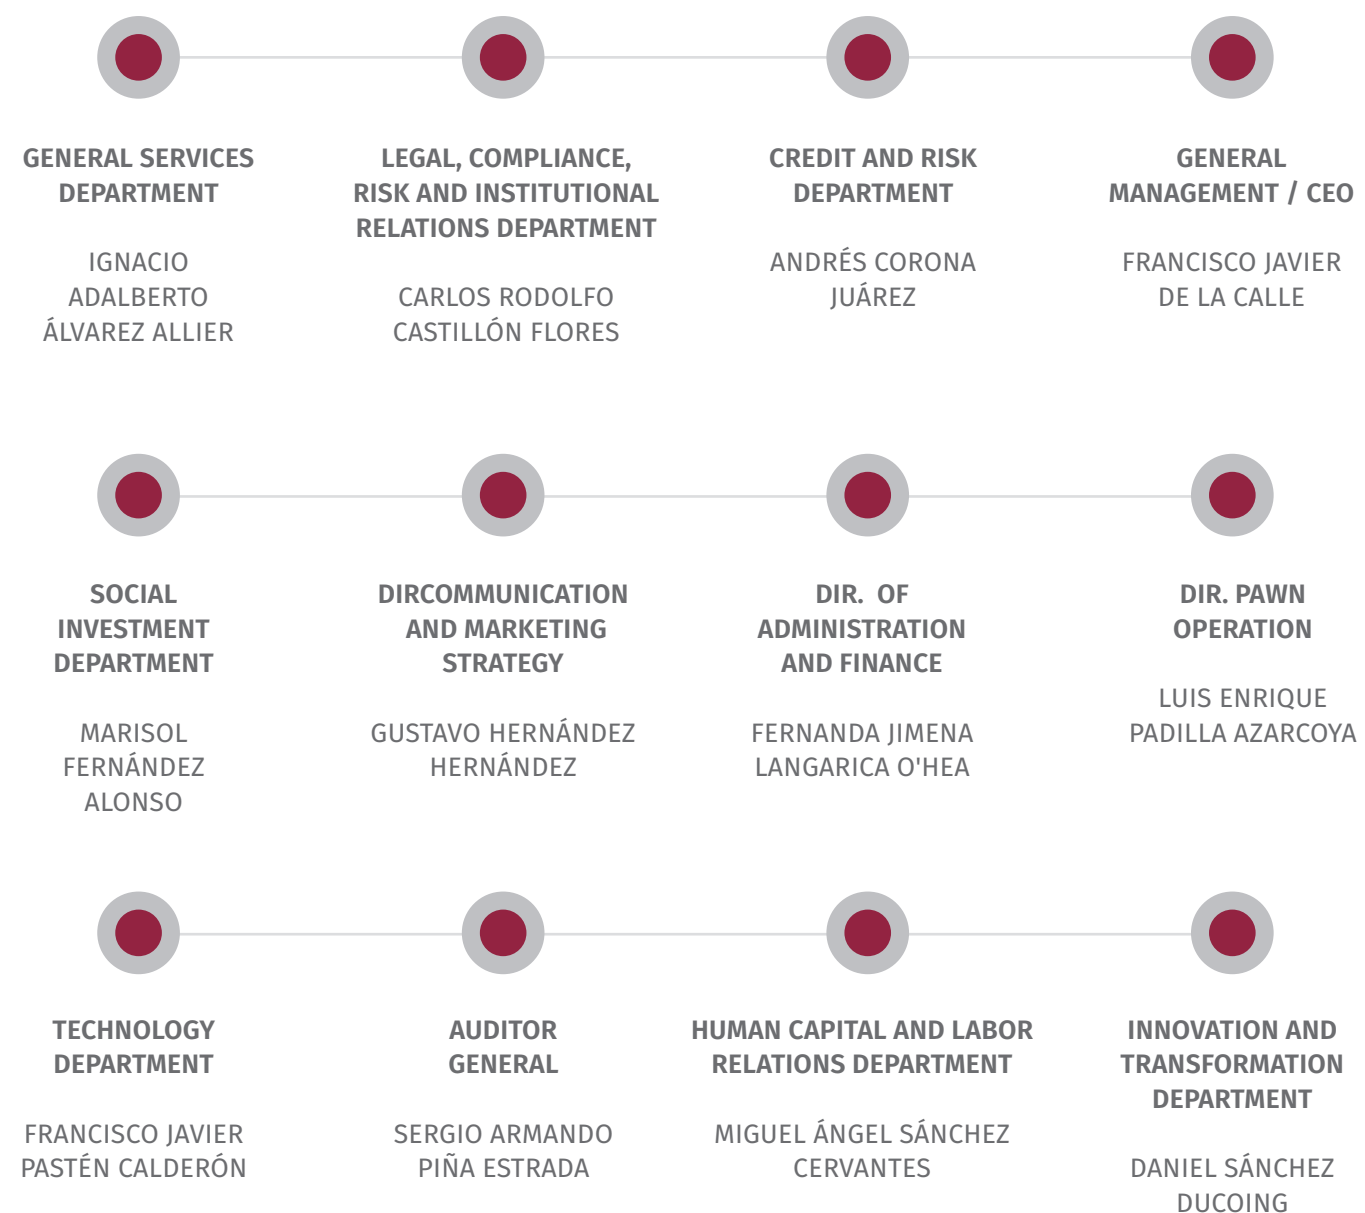 GENERAL SERVICES
DEPARTMENT
IGNACIO
ADALBERTO
ÁLVAREZ ALLIER
LEGAL, COMPLIANCE,
RISK AND INSTITUTIONAL
RELATIONS DEPARTMENT
CARLOS RODOLFO
CASTILLÓN FLORES
CREDIT AND RISK
DEPARTMENT
ANDRÉS CORONA
JUÁREZ
GENERAL
MANAGEMENT / CEO
FRANCISCO JAVIER
DE LA CALLE
SOCIAL
INVESTMENT
DEPARTMENT
MARISOL
FERNÁNDEZ
ALONSO
DIRCOMMUNICATION
AND MARKETING
STRATEGY
GUSTAVO HERNÁNDEZ
HERNÁNDEZ
DIR. OF
ADMINISTRATION
AND FINANCE
FERNANDA JIMENA
LANGARICA O'HEA
DIR. PAWN
OPERATION
LUIS ENRIQUE
PADILLA AZARCOYA
TECHNOLOGY
DEPARTMENT
FRANCISCO JAVIER
PASTÉN CALDERÓN
AUDITOR
GENERAL
SERGIO ARMANDO
PIÑA ESTRADA
HUMAN CAPITAL AND LABOR
RELATIONS DEPARTMENT
MIGUEL ÁNGEL SÁNCHEZ
CERVANTES
INNOVATION AND
TRANSFORMATION
DEPARTMENT
DANIEL SÁNCHEZ
DUCOING